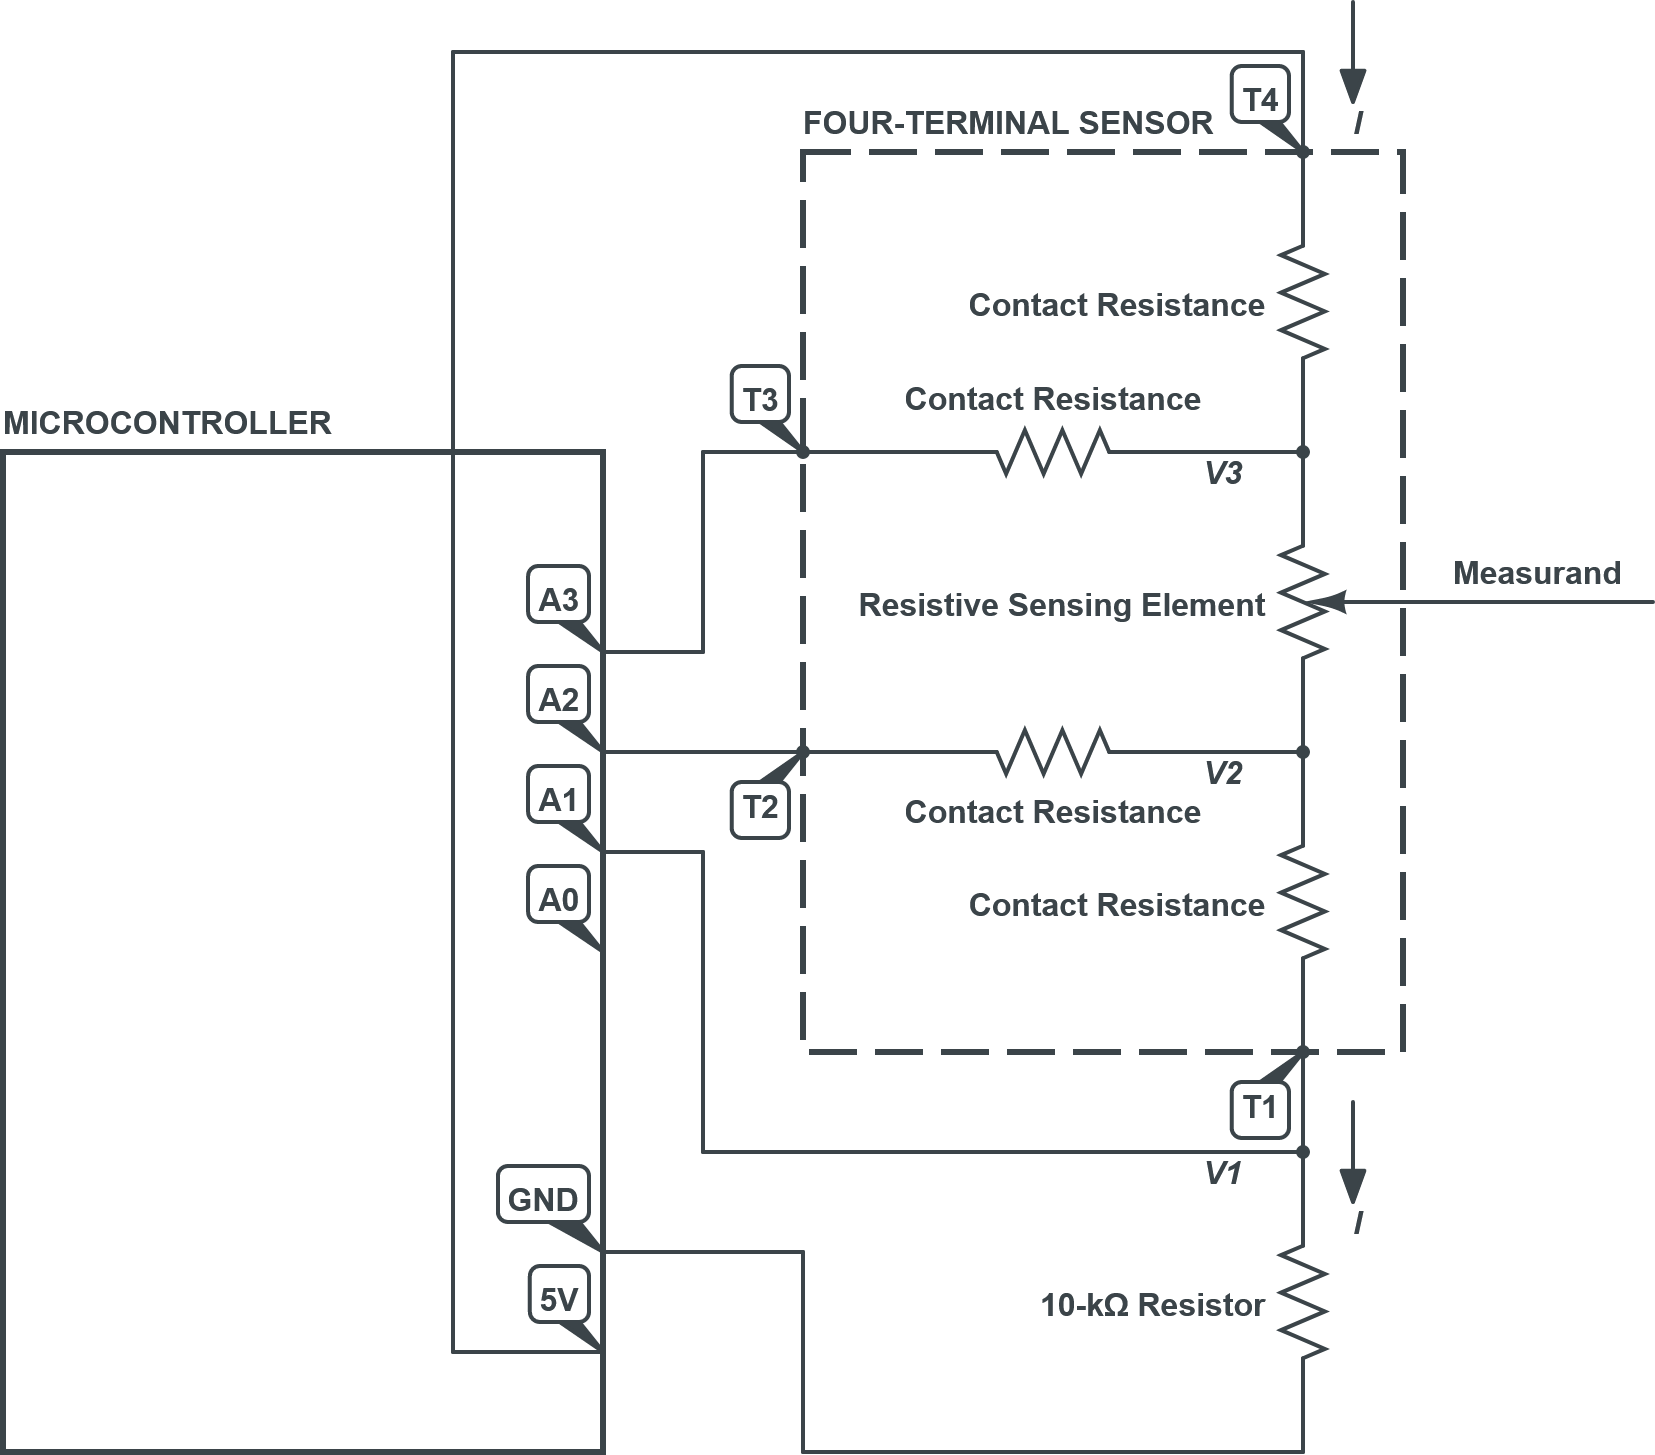 T4
I
FOUR-TERMINAL SENSOR
Contact Resistance
T3
Contact Resistance
MICROCONTROLLER
V3
A3
Measurand
Resistive Sensing Element
A2
V2
A1
T2
Contact Resistance
A0
Contact Resistance
T1
V1
GND
I
5V
10-kΩ Resistor